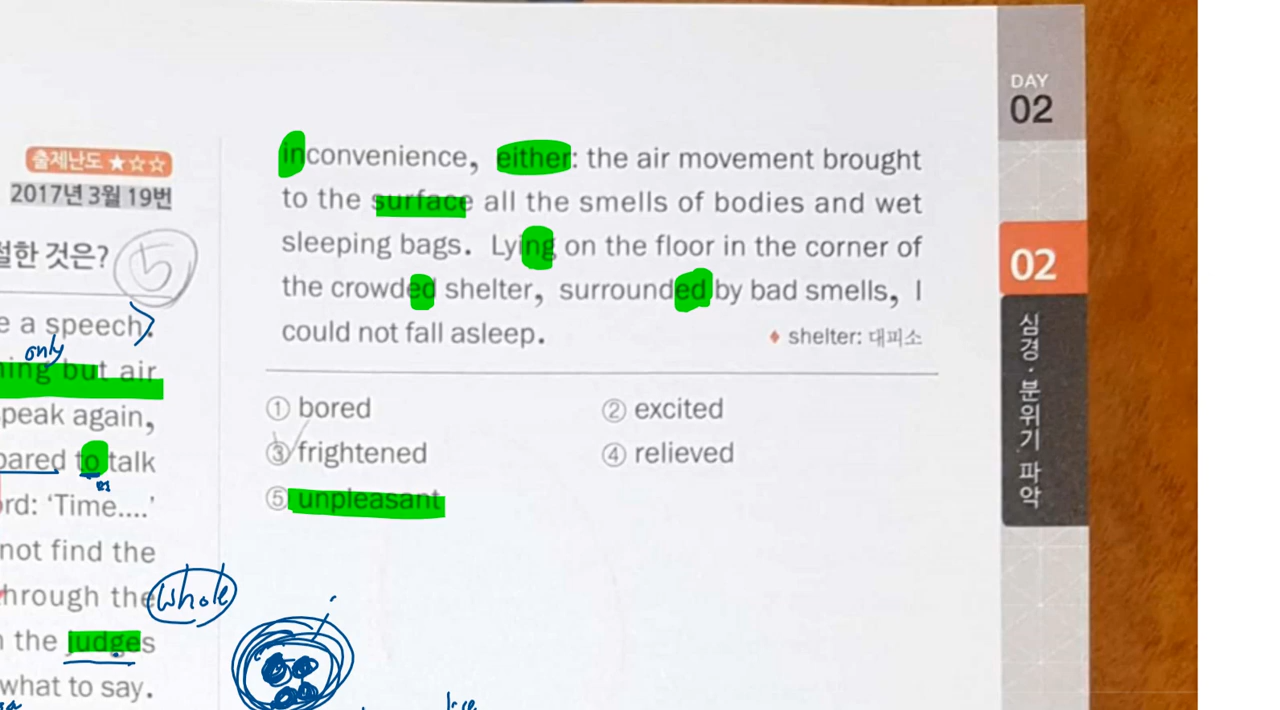 출제난도 ★☆☆
2017년 3월 19번
절한 것은? 5
e a speech.
only
ning but air
peak again,
pared to talk
rd: ‘Time....’
not find the
hrough the whole
n the judges
what to say.
inconvenience, either: the air movement brought
to the surface all the smells of bodies and wet
sleeping bags. Lying on the floor in the corner of
the crowded shelter, surrounded by bad smells, I
could not fall asleep.
♦ shelter: 대피소
① bored
② excited
③ frightened
④ relieved
⑤ unpleasant
DAY
02
02
심경·분위기 파악